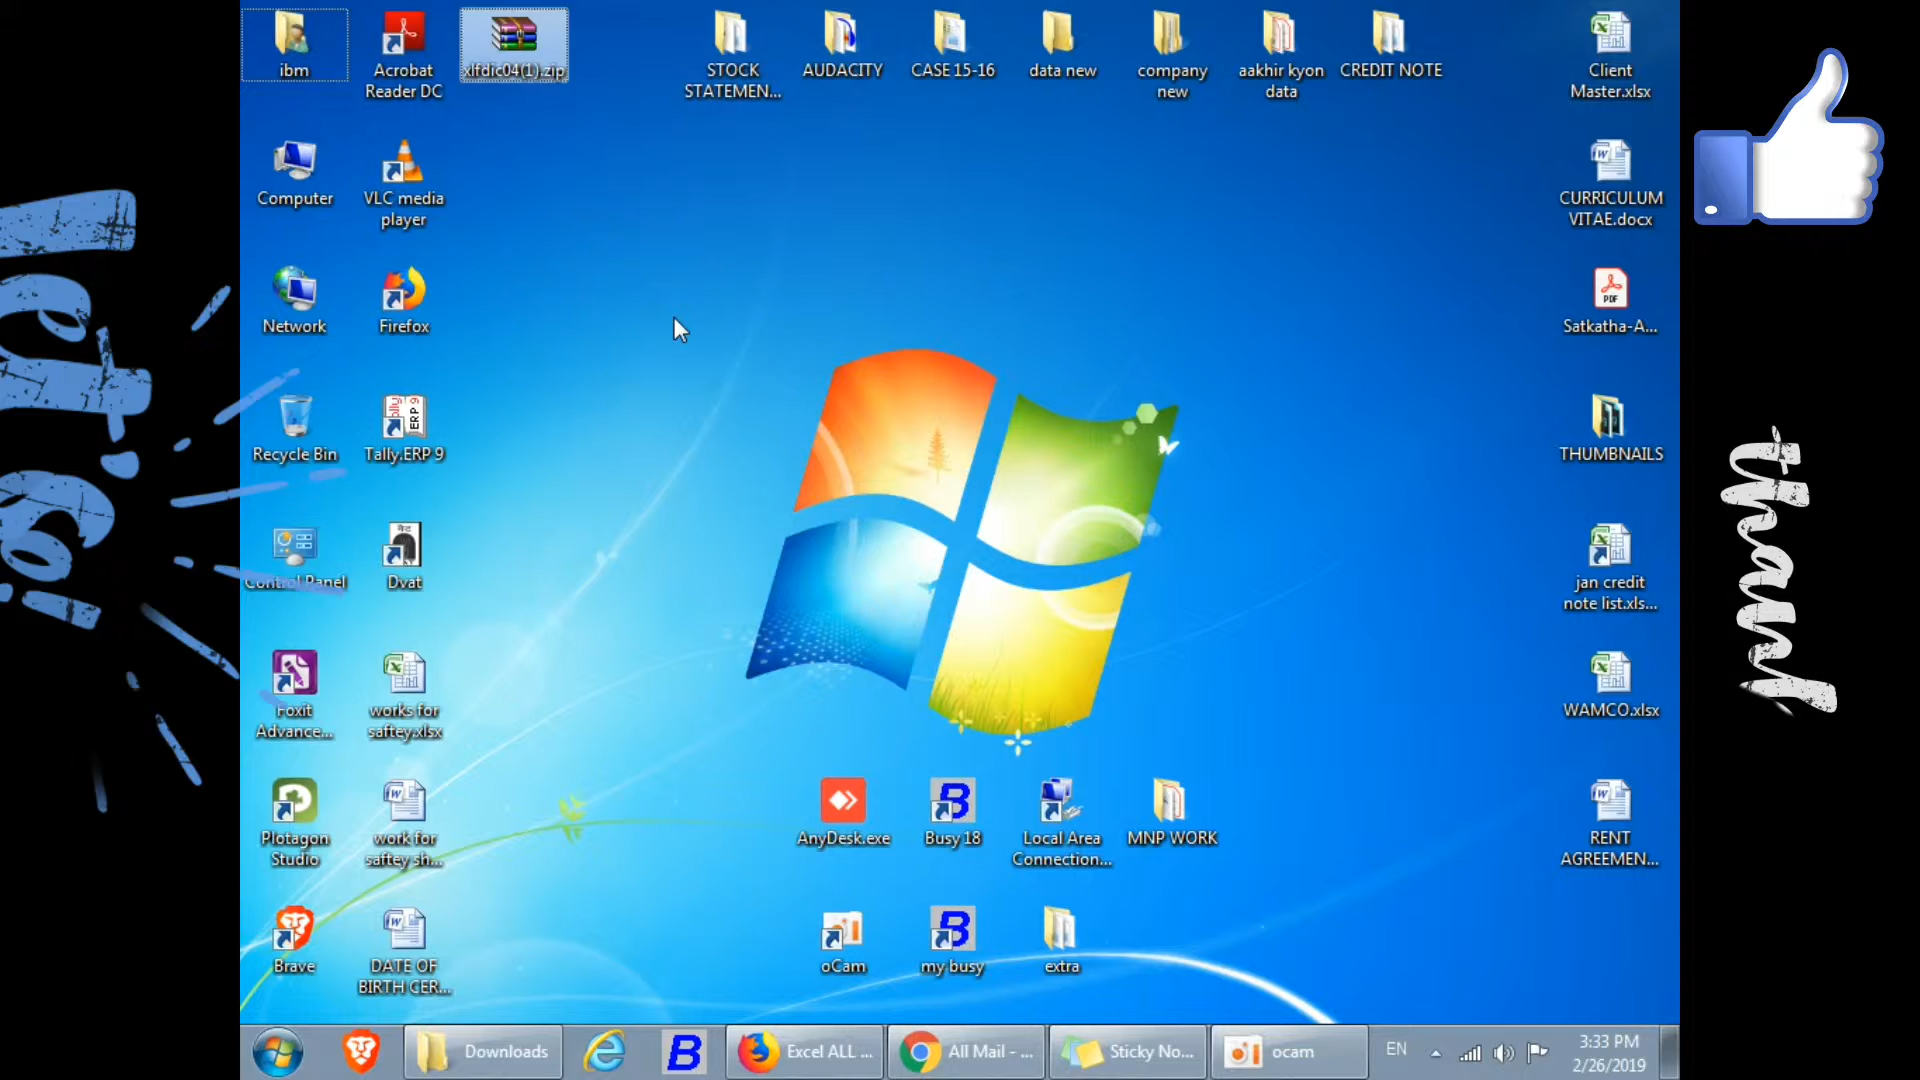 ibm
Acrobat
Reader DC
xlfdic04(1).zip
STOCK
STATEMEN...
AUDACITY
CASE 15-16
data new
company
new
aakhir kyon
data
CREDIT NOTE
Client
Master.xlsx
Computer
VLC media
player
CURRICULUM
VITAE.docx
Network
Firefox
PDF
Satkatha-A...
Recycle Bin
Tally.ERP 9
THUMBNAILS
Control Panel
Dvat
jan credit
note list.xls...
Foxit
Advance...
works for
saftey.xlsx
WAMCO.xlsx
Plotagon
Studio
work for
saftey sh...
AnyDesk.exe
Busy 18
Local Area
Connection...
MNP WORK
RENT
AGREEMEN...
Brave
DATE OF
BIRTH CER...
oCam
my busy
extra
Downloads
Excel ALL ...
All Mail - ...
Sticky No...
ocam
EN
3:33 PM
2/26/2019
than